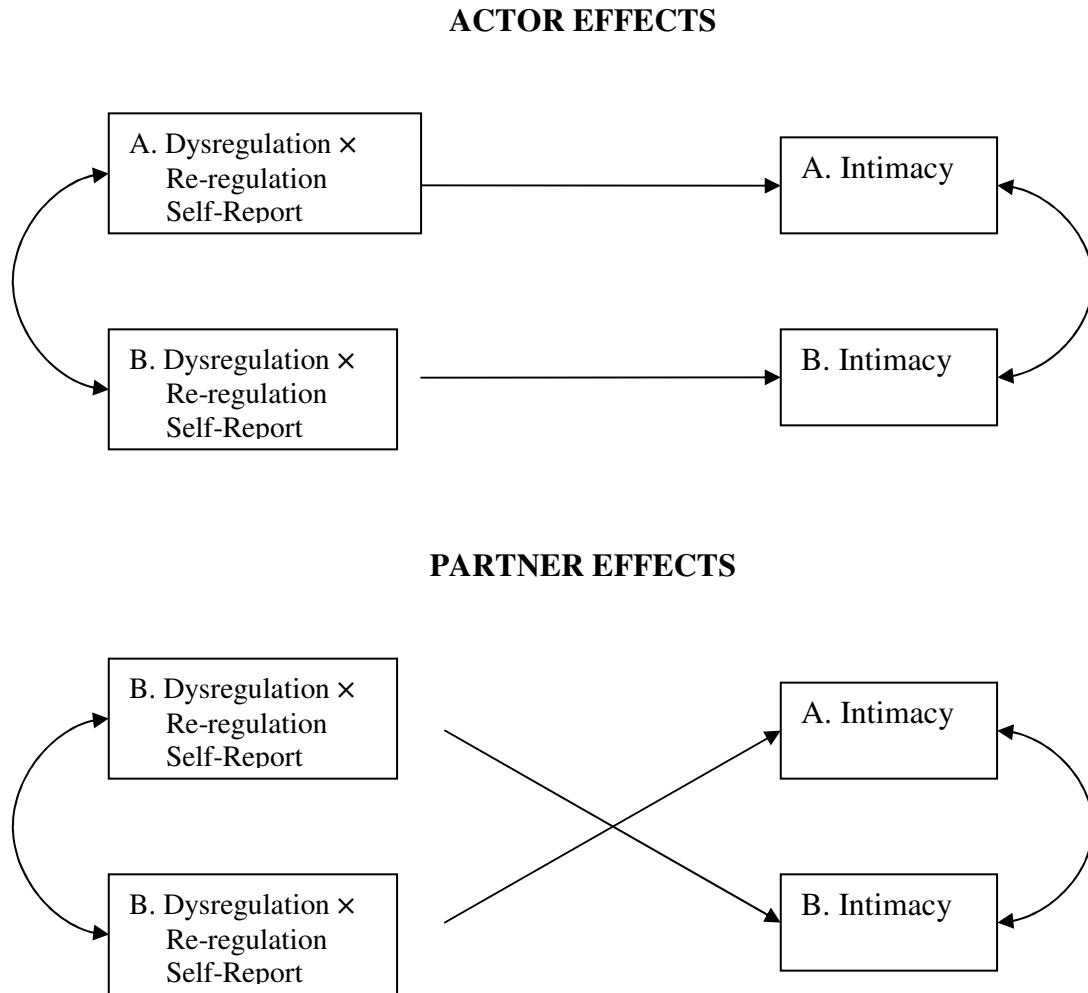 ACTOR EFFECTS
A. Dysregulation ×
Re-regulation
Self-Report
A. Intimacy
B. Dysregulation ×
Re-regulation
Self-Report
B. Intimacy
PARTNER EFFECTS
B. Dysregulation ×
Re-regulation
Self-Report
A. Intimacy
B. Dysregulation ×
Re-regulation
Self-Report
B. Intimacy